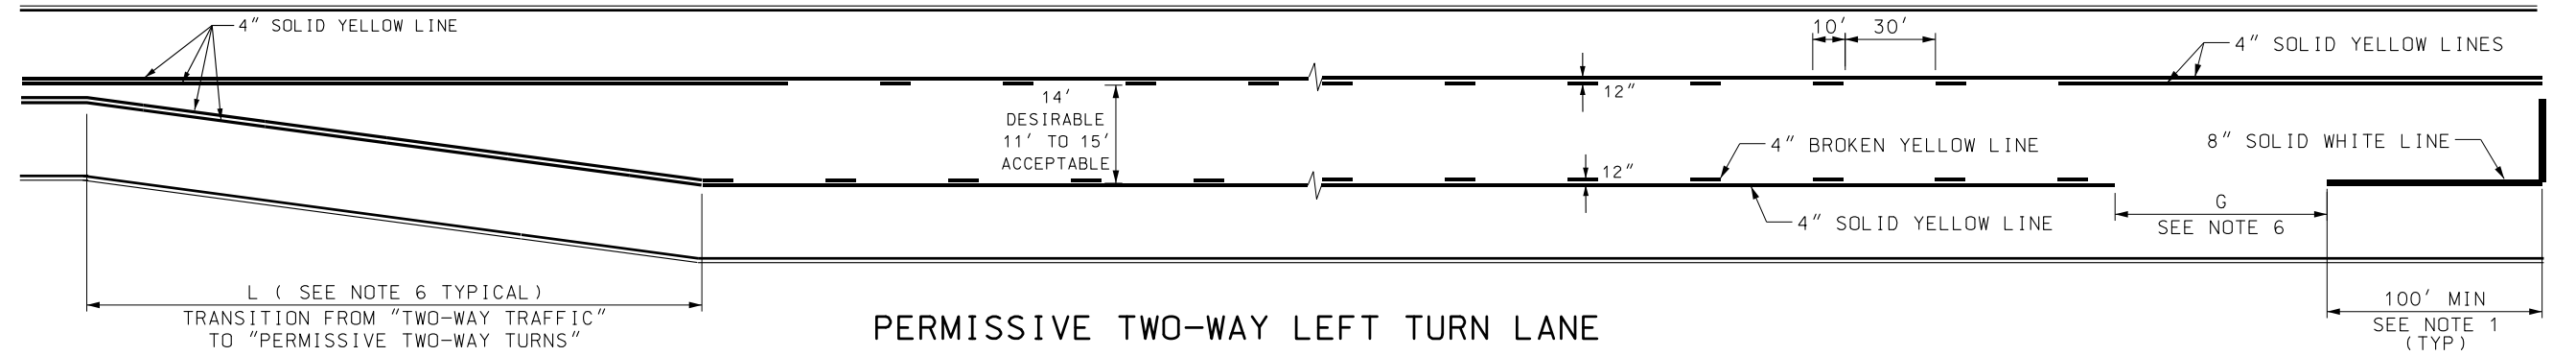 4" SOLID YELLOW LINE
10' 30'
4" SOLID YELLOW LINES
14'
DESIRABLE
11' TO 15'
ACCEPTABLE
12"
4" BROKEN YELLOW LINE
8" SOLID WHITE LINE
12"
G
SEE NOTE 6
4" SOLID YELLOW LINE
L ( SEE NOTE 6 TYPICAL)
TRANSITION FROM "TWO-WAY TRAFFIC"
TO "PERMISSIVE TWO-WAY TURNS"
PERMISSIVE TWO-WAY LEFT TURN LANE
100' MIN
SEE NOTE 1
(TYP)